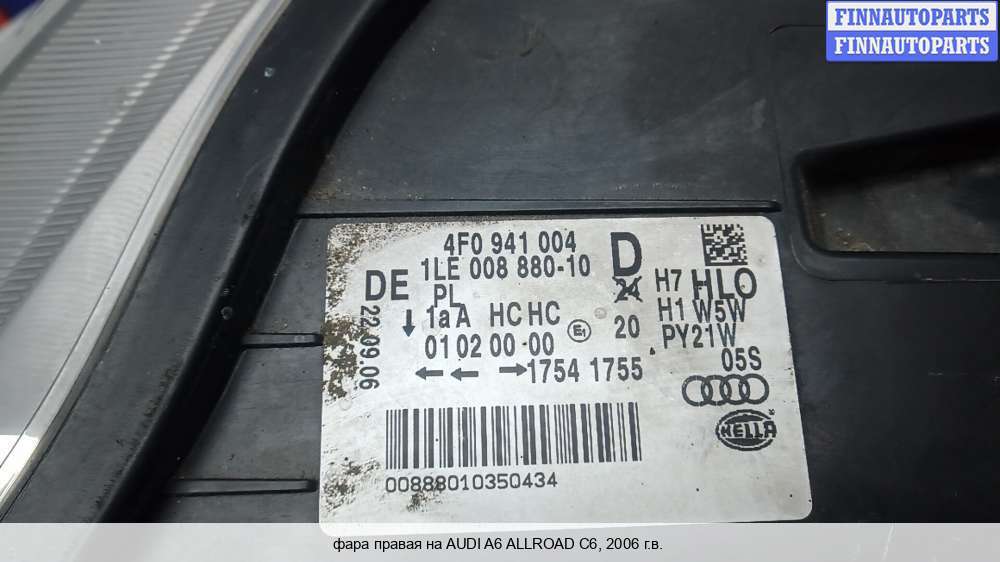 FINNAUTOPARTS
FINNAUTOPARTS
4F0 941 004
1LE 008 880-10
D
DE
PL
24
H7 HLO
1a A HC HC
E1
20
H1 W5W
01 02 00 00
PY21W
22.09.06
1754 1755
05S
HELLA
00888010350434
фара правая на AUDI A6 ALLROAD C6, 2006 г.в.